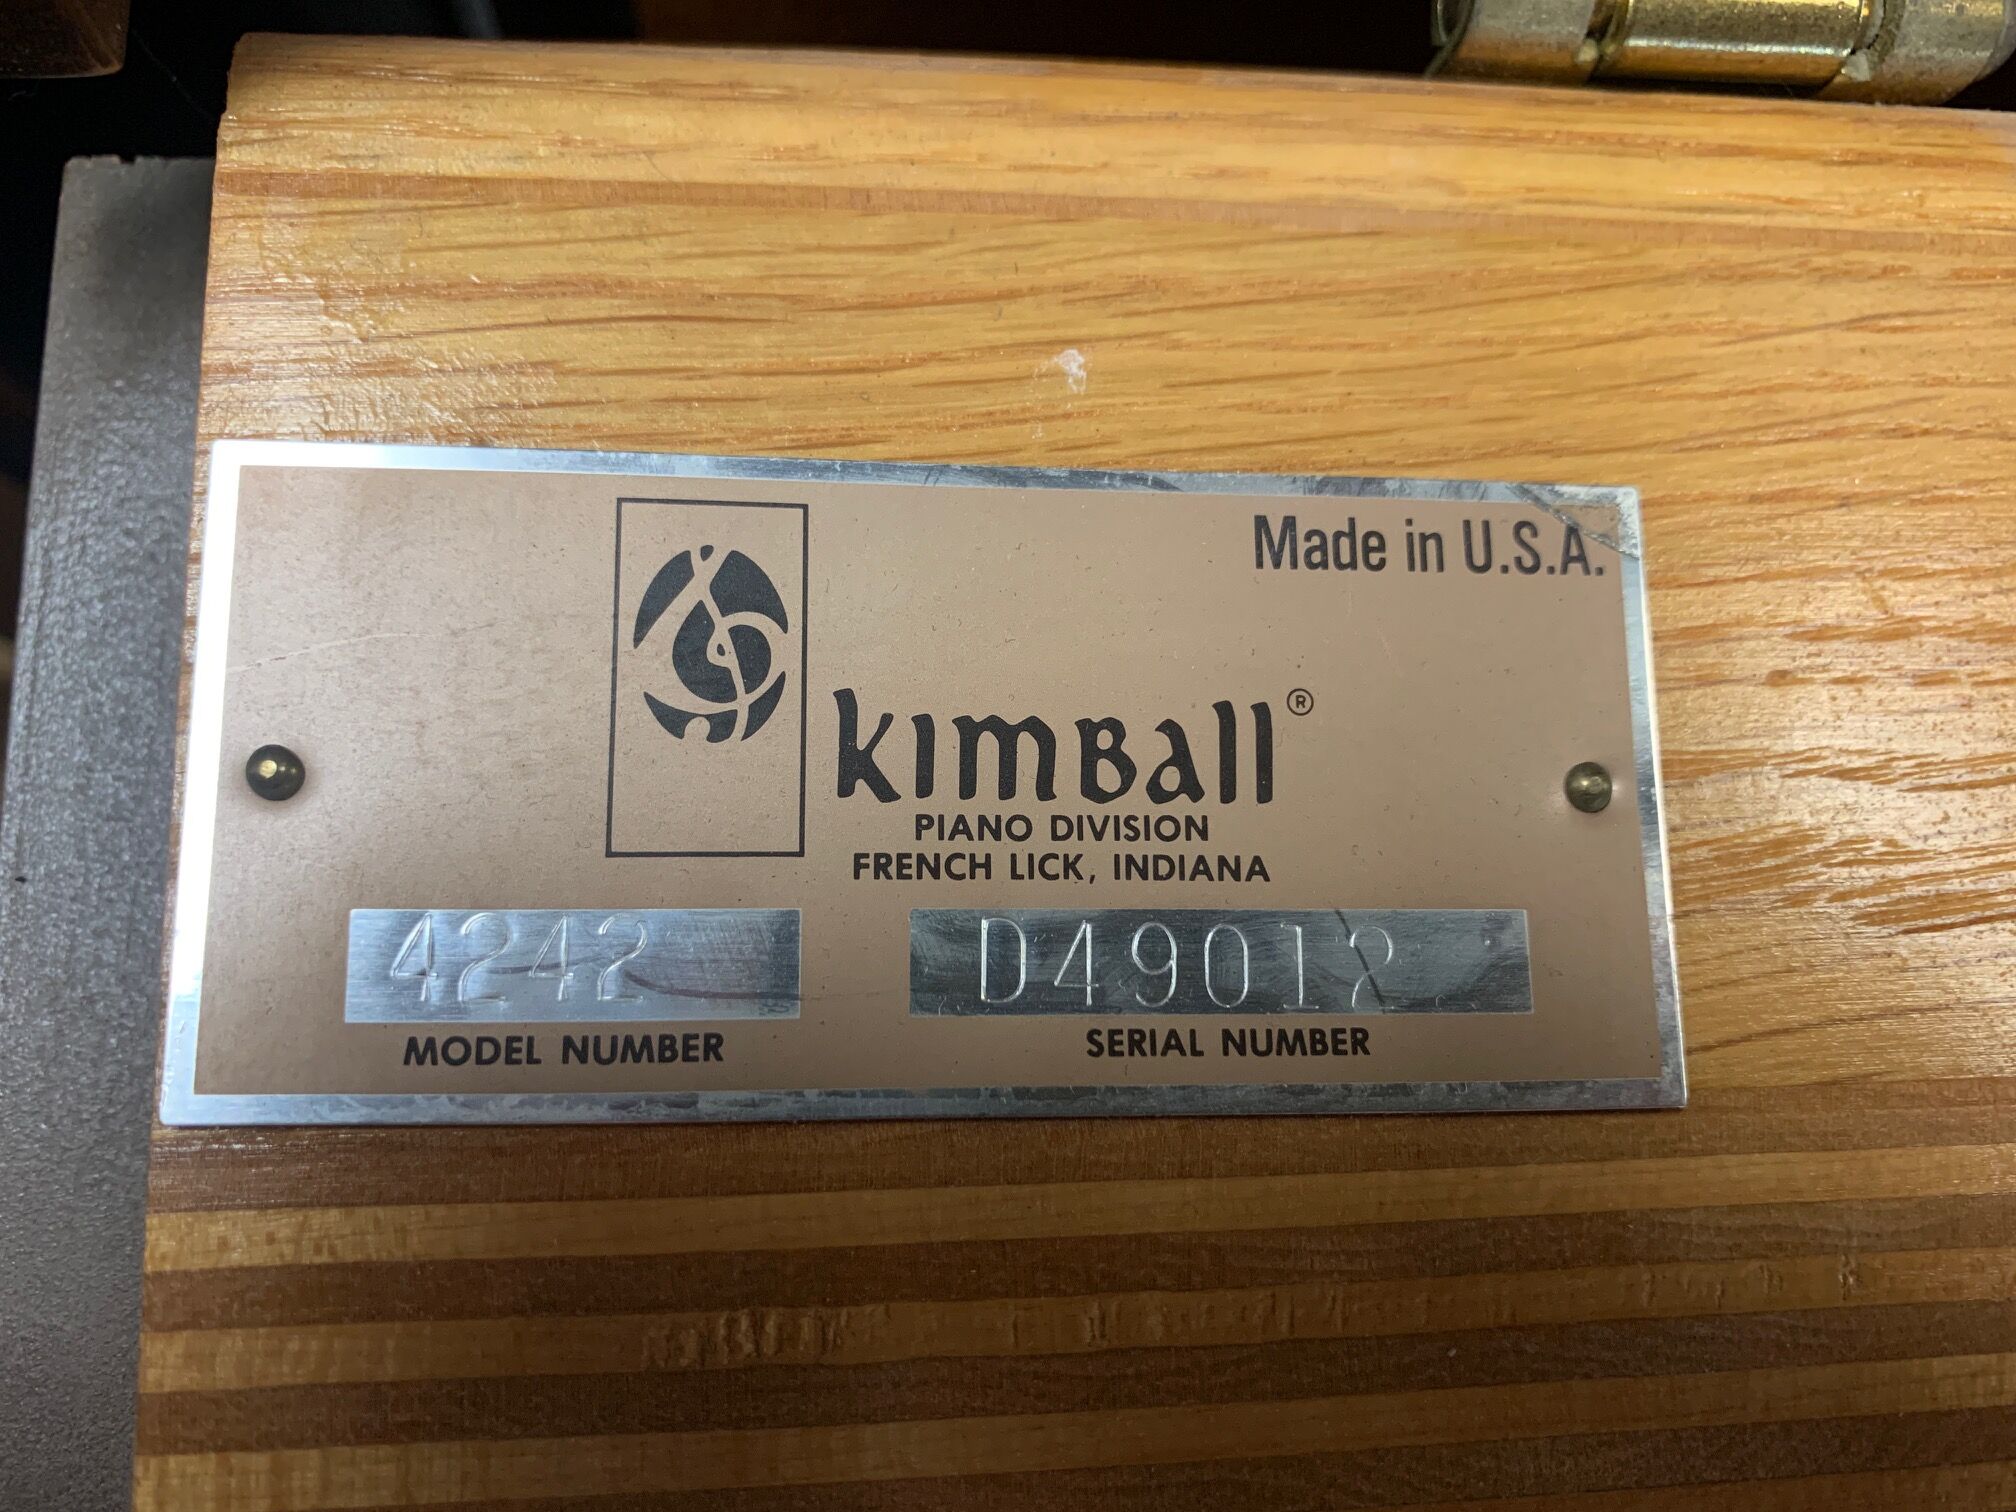 Made in U.S.A.
kimball®
PIANO DIVISION
FRENCH LICK, INDIANA
4242 D49012
MODEL NUMBER SERIAL NUMBER